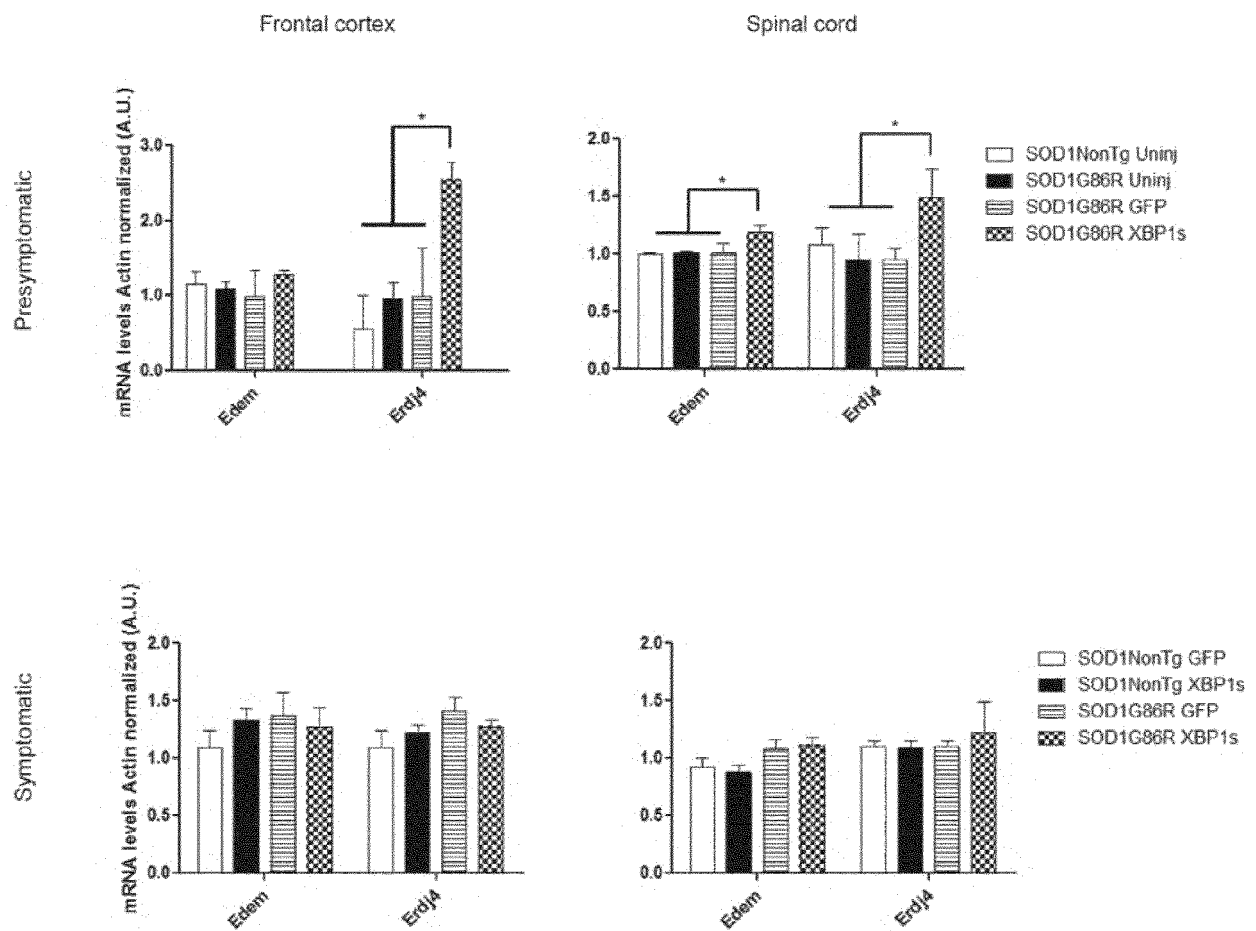 Frontal cortex
Spinal cord
Presymptomatic
mRNA levels Actin normalized (A.U.)
3.0
2.0
1.0
0.0
*
Edem
Erdj4
2.0
1.5
1.0
0.5
0.0
*
*
Edem
Erdj4
SOD1NonTg Uninj
SOD1G86R Uninj
SOD1G86R GFP
SOD1G86R XBP1s
Symptomatic
mRNA levels Actin normalized (A.U.)
2.0
1.5
1.0
0.5
0.0
Edem
Erdj4
2.0
1.5
1.0
0.5
0.0
Edem
Erdj4
SOD1NonTg GFP
SOD1NonTg XBP1s
SOD1G86R GFP
SOD1G86R XBP1s